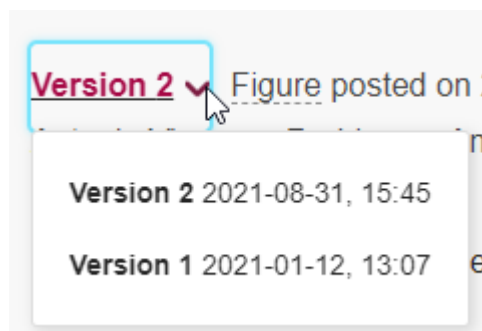 Version 2 Figure posted on
Version 2 2021-08-31, 15:45
Version 1 2021-01-12, 13:07